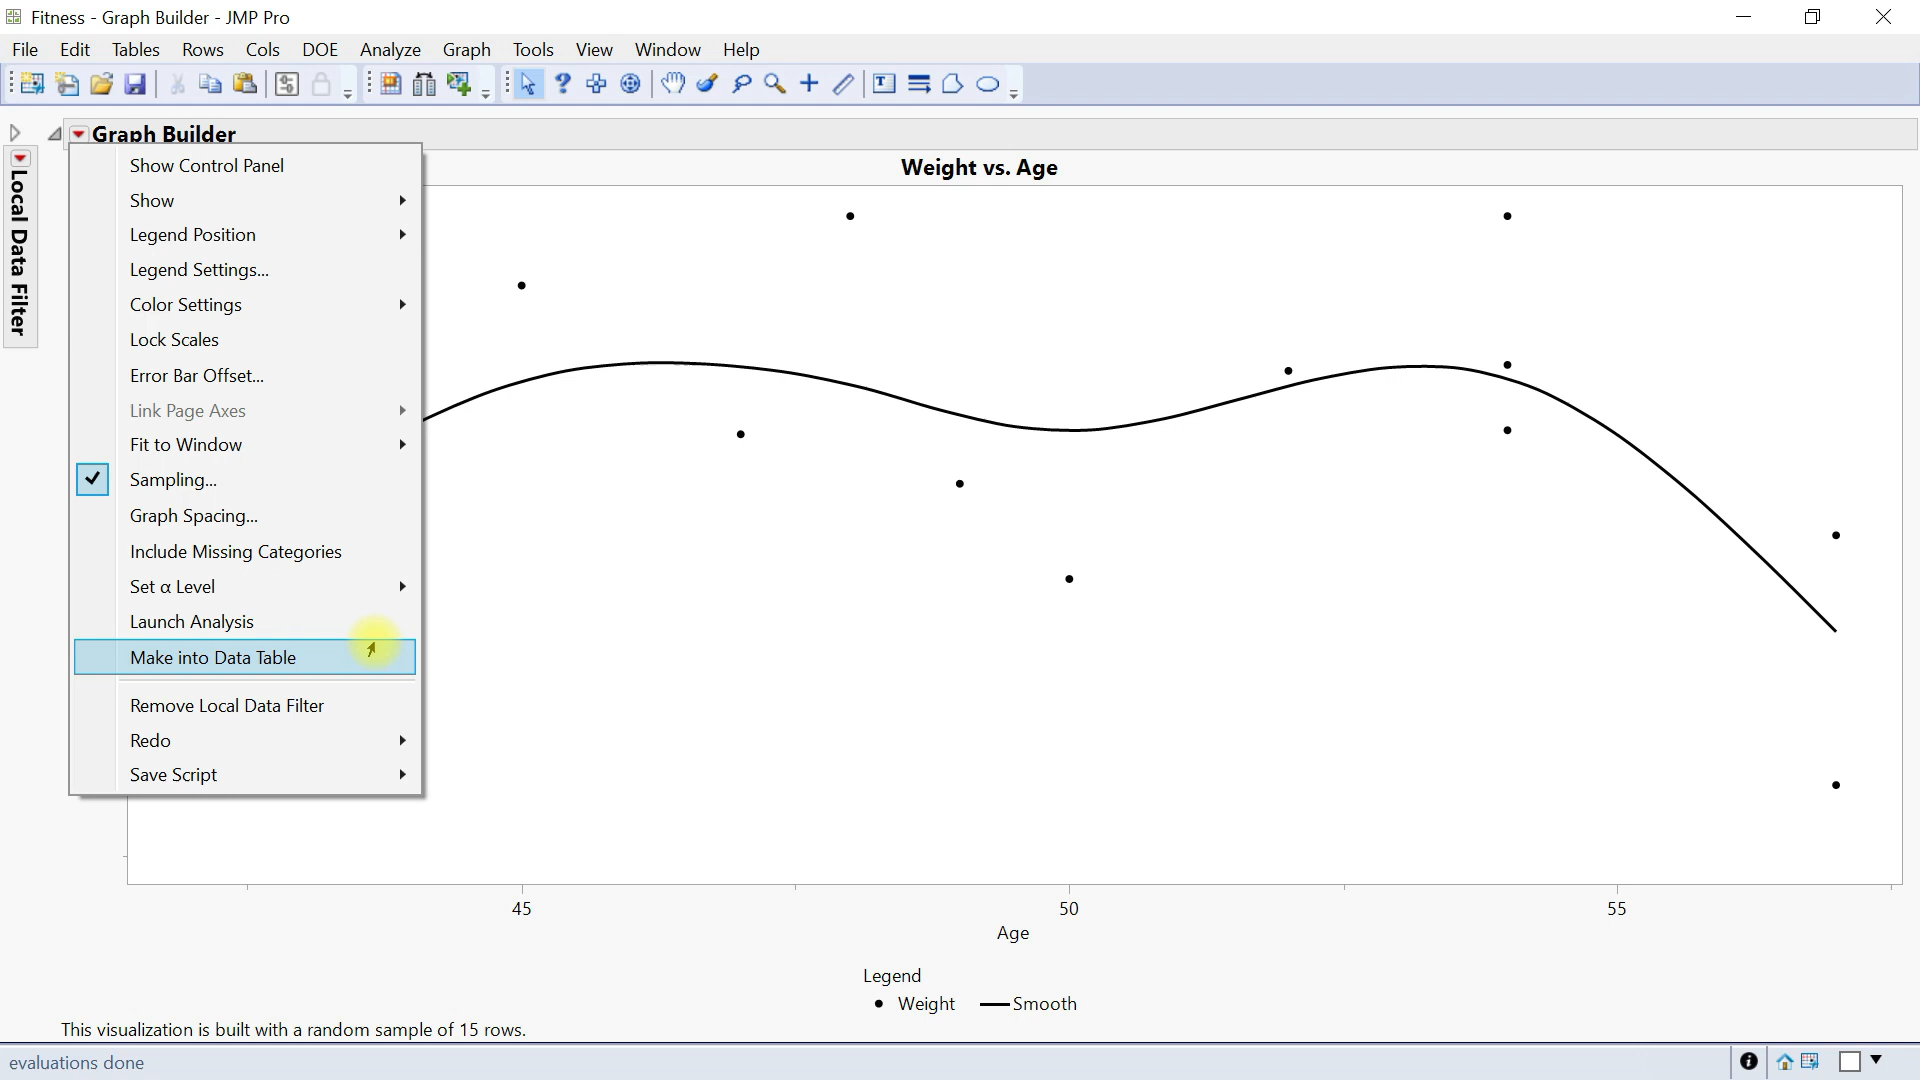 Fitness - Graph Builder - JMP Pro
File Edit Tables Rows Cols DOE Analyze Graph Tools View Window Help
Graph Builder
Local Data Filter
Show Control Panel
Show
Legend Position
Legend Settings...
Color Settings
Lock Scales
Error Bar Offset...
Link Page Axes
Fit to Window
Sampling...
Graph Spacing...
Include Missing Categories
Set α Level
Launch Analysis
Make into Data Table
Remove Local Data Filter
Redo
Save Script
Weight vs. Age
45 50 55
Age
Legend
Weight Smooth
This visualization is built with a random sample of 15 rows.
evaluations done